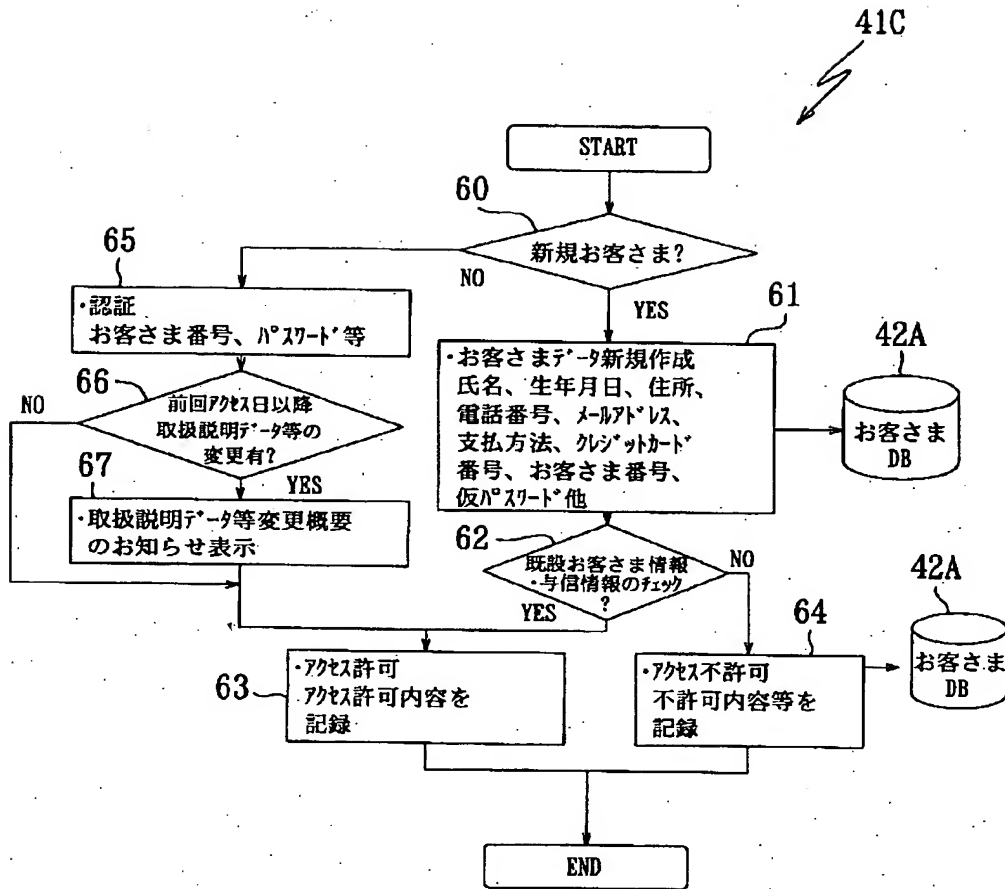 41C
START
60
新規お客さま?
NO
YES
65
・認証
お客さま番号、パスワード等
61
・お客さまデータ新規作成
氏名、生年月日、住所、
電話番号、メールアドレス、
支払方法、クレジットカード
番号、お客さま番号、
仮パスワード他
42A
お客さま
DB
66
NO
前回アクセス日以降
取扱説明データ等の
変更有?
YES
67
・取扱説明データ等変更概要
のお知らせ表示
62
既設お客さま情報
・与信情報のチェック
?
NO
YES
42A
お客さま
DB
63
・アクセス許可
アクセス許可内容を
記録
64
・アクセス不許可
不許可内容等を
記録
END